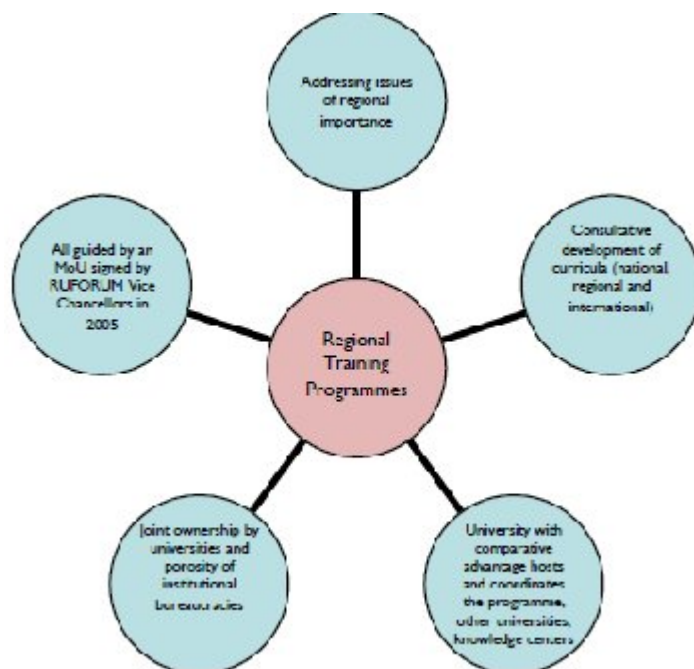 Addressing issues
of regional
importance
All guided by an
MoU signed by
RUFORUM Vice
Chancellors in
2005
Consultative
development of
curricula (national
regional and
international)
Regional
Training
Programmes
Joint ownership by
universities and
porosity of
institutional
bureaucracies
University with
comparative
advantage hosts
and coordinates
the programme,
other universities,
knowledge centers